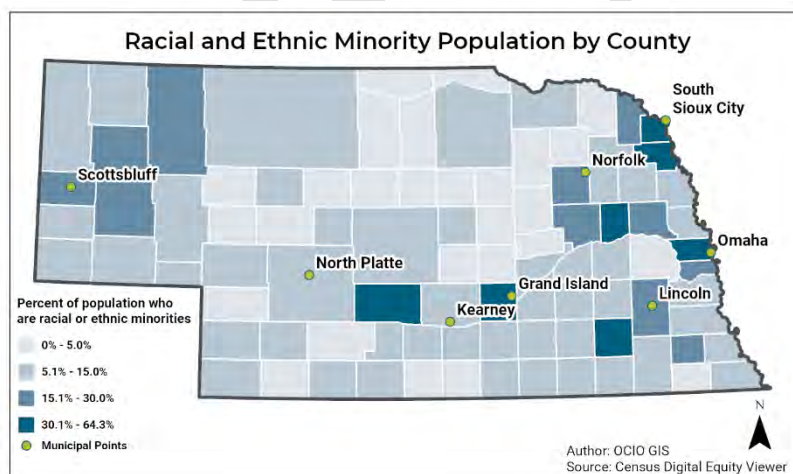 Racial and Ethnic Minority Population by County
South
Sioux City
Norfolk
Scottsbluff
Omaha
North Platte
Grand Island
Lincoln
Kearney
Percent of population who
are racial or ethnic minorities
0% - 5.0%
5.1% - 15.0%
15.1% - 30.0%
30.1% - 64.3%
Municipal Points
N
Author: OCIO GIS
Source: Census Digital Equity Viewer